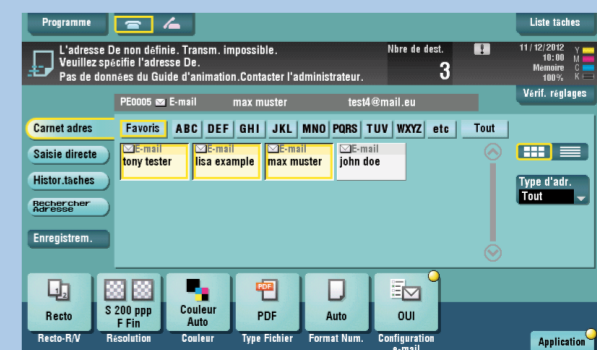 Programme
Liste tâches
L'adresse De non définie. Transm. impossible.
Veuillez spécifie l'adresse De.
Pas de données du Guide d'animation.Contacter l'administrateur.
Nbre de dest.
3
11/12/2012
10:00
Memoire
100%
Y
M
C
K
PE0005 E-mail max muster test4@mail.eu
Vérif. réglages
Carnet adres
Favoris ABC DEF GHI JKL MNO PQRS TUV WXYZ etc Tout
Saisie directe
Histor.tâches
Rechercher
Adresse
Enregistrem.
E-mail
tony tester
E-mail
lisa example
E-mail
max muster
E-mail
john doe
Type d'adr.
Tout
Recto
S 200 ppp
F Fin
Couleur
Auto
PDF
PDF
Auto
OUI
Recto-R/V
Résolution
Couleur
Type Fichier
Format Num.
Configuration
e-mail
Application